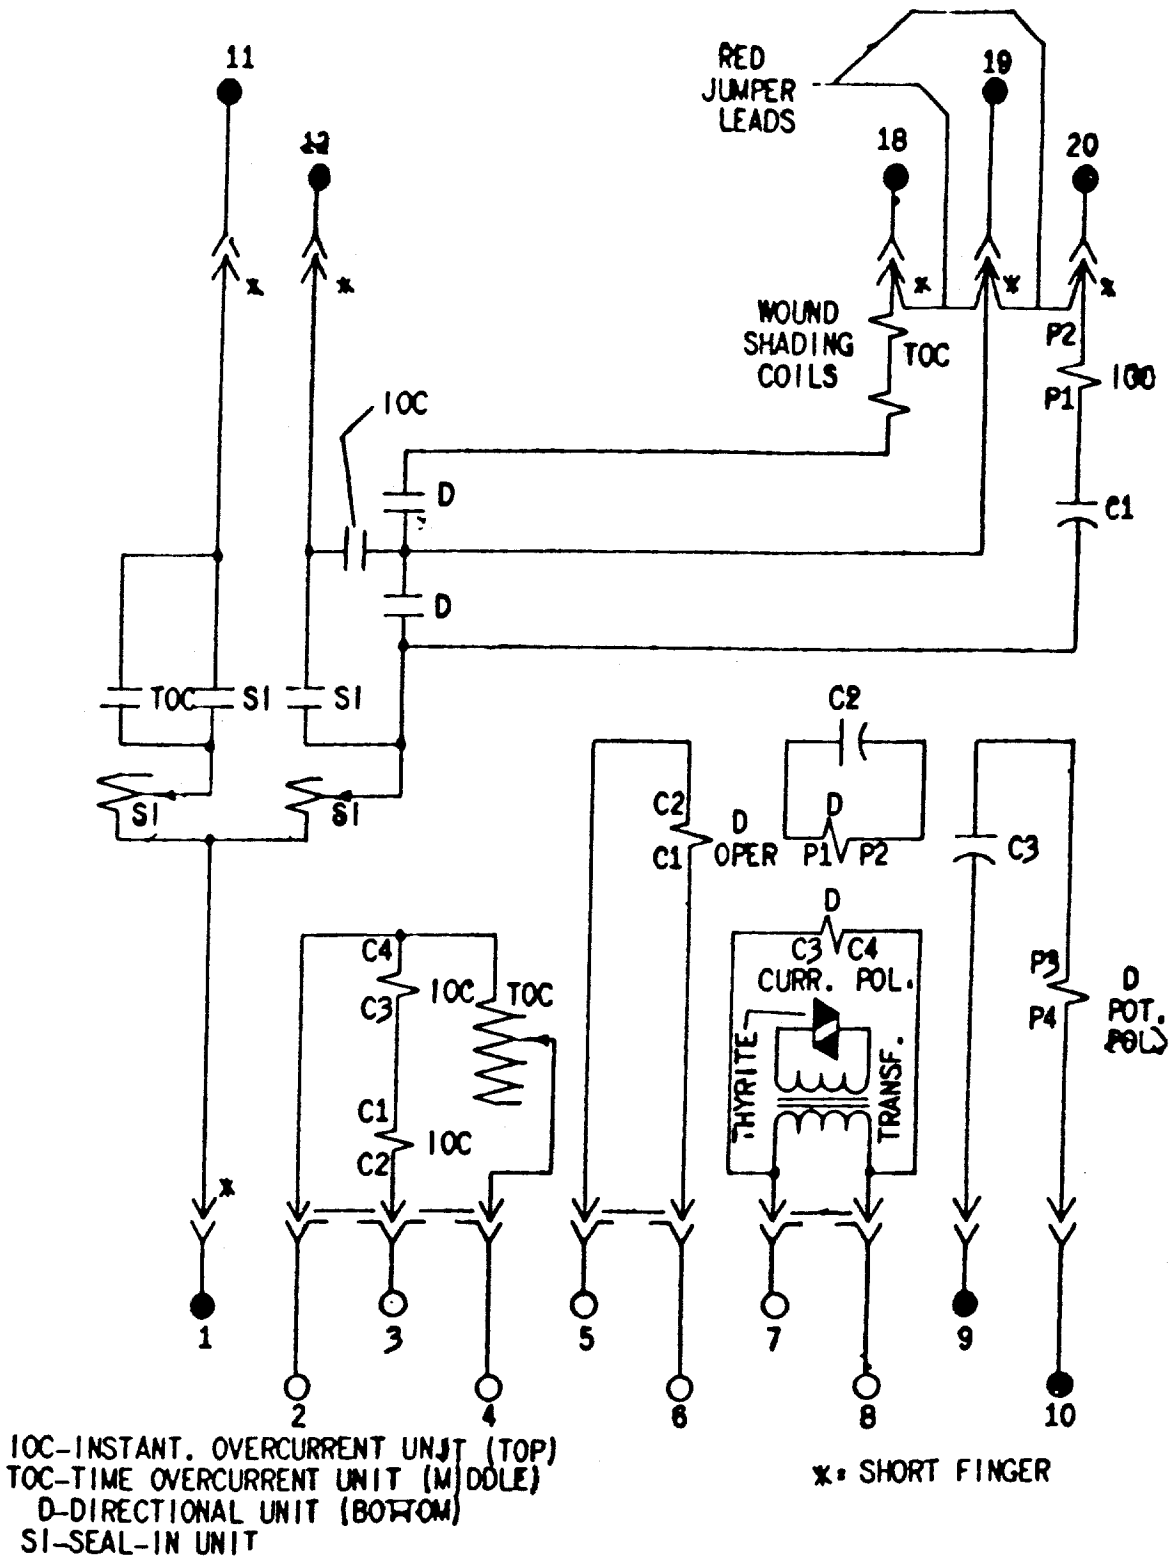 11
12
RED
JUMPER
LEADS
19
18
20
*
*
*
*
*
WOUND
SHADING
COILS
TOC
P2
P1
IOC
D
C1
D
TOC
SI
SI
SI
SI
C2
D
P1
P2
C2
C1
D
OPER
C3
D
C3
C4
CURR. POL.
THYRITE
TRANSF.
P3
P4
D
POT.
C4
C3
IOC
TOC
C1
C2
IOC
*
1
3
5
7
9
2
4
6
8
10
IOC-INSTANT. OVERCURRENT UNIT (TOP)
TOC-TIME OVERCURRENT UNIT (MIDDLE)
D-DIRECTIONAL UNIT (BOTTOM)
SI-SEAL-IN UNIT
*= SHORT FINGER